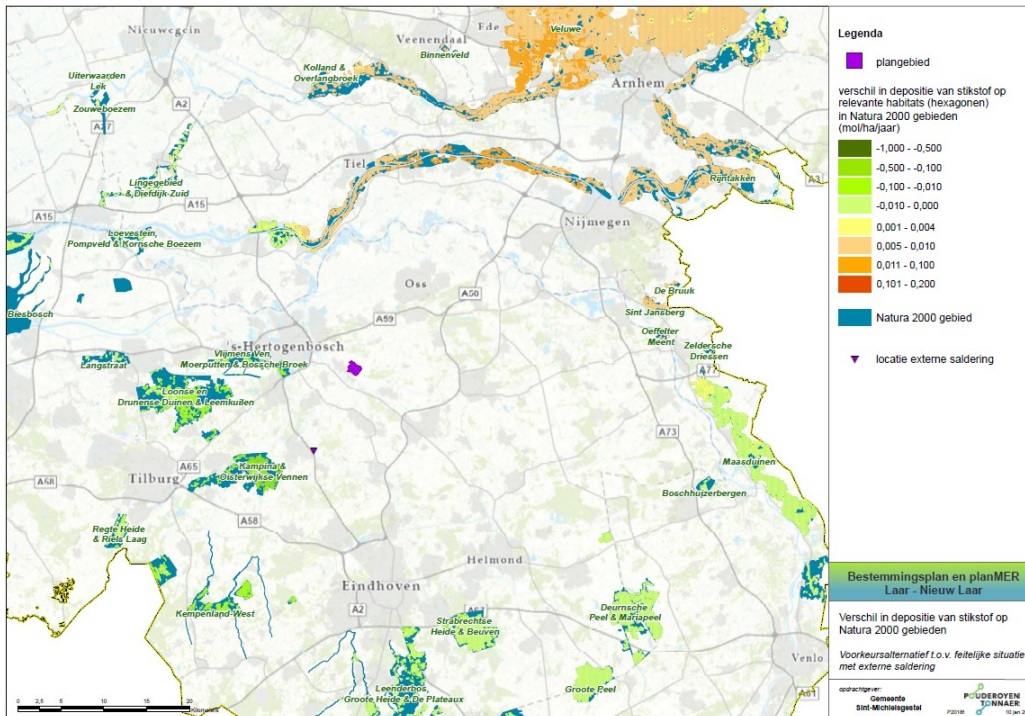 Nieuwegein
Veenendaal
Ede
Veluwe
Binnenveld
Kolland &
Overlangbroek
Arnhem
Uiterwaarden
Lek
Zouweboezem
A2
A27
Tiel
Rijntakken
A3
Lingegebied
& Diefdijk-Zuid
A15
A15
Nijmegen
Loevestein,
Pompveld & Kornsche Boezem
Oss
A50
De Bruuk
Sint Jansberg
Biesbosch
A59
Oeffelter
Meent
's-Hertogenbosch
Zeldersche
Driessen
Langstraat
Vlijmens Ven,
Moerputten & Bossche Broek
A77
Loonse en
Drunense Duinen & Leemkuilen
A73
Maasduinen
A65
Kampina &
Oisterwijkse Vennen
Tilburg
A58
Boschhuizerbergen
A58
Regte Heide
& Riels Laag
Helmond
Eindhoven
Kempenland-West
A2
A67
Deurnsche
Peel & Mariapeel
Strabrechtse
Heide & Beuven
Venlo
Leenderbos,
Groote Heide & De Plateaux
Groote Peel
A61
0 2,5 5 10 15 20
Kilometers
Legenda
plangebied
verschil in depositie van stikstof op
relevante habitats (hexagonen)
in Natura 2000 gebieden
(mol/ha/jaar)
-1,000 - -0,500
-0,500 - -0,100
-0,100 - -0,010
-0,010 - 0,000
0,001 - 0,004
0,005 - 0,010
0,011 - 0,100
0,101 - 0,200
Natura 2000 gebied
locatie externe saldering
Bestemmingsplan en planMER
Laar - Nieuw Laar
Verschil in depositie van stikstof op
Natura 2000 gebieden
Voorkeursalternatief t.o.v. feitelijke situatie
met externe saldering
opdrachtgever:
Gemeente
Sint-Michielsgestel
POUDEROYEN
TONNAER
10 jan 2